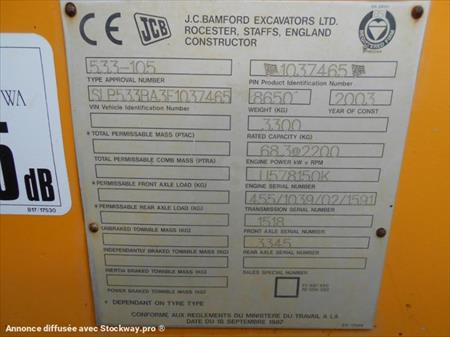 CE
JCB
J.C.BAMFORD EXCAVATORS LTD.
ROCESTER, STAFFS, ENGLAND
CONSTRUCTOR
533-105
TYPE APPROVAL NUMBER
SLP533RA3E1037465
VIN Vehicle Identification Number
* TOTAL PERMISSABLE MASS (PTAC)
TOTAL PERMISSABLE COMB MASS (PTRA)
* PERMISSABLE FRONT AXLE LOAD (KG)
* PERMISSABLE REAR AXLE LOAD (KG)
UNBRAKED TOWABLE MASS (KG)
INDEPENDANTLY BRAKED TOWABLE MASS (KG)
INERTIA BRAKED TOWABLE MASS (KG)
POWER BRAKED TOWABLE MASS (KG)
* DEPENDANT ON TYRE TYPE
1037465
PIN Product Identification Number
8650 2003
WEIGHT (KG) YEAR OF CONST
3300
RATED CAPACITY (KG)
68.3@2200
ENGINE POWER kW @ RPM
U578150K
ENGINE SERIAL NUMBER
455/1039/02/1591
TRANSMISSION SERIAL NUMBER
1518
FRONT AXLE SERIAL NUMBER
3345
REAR AXLE SERIAL NUMBER
SALES SPECIAL NUMBER
CONFORME AUX REGLEMENTS DU MINISTERE DU TRAVAIL A LA
DATE DU 18 SEPTEMBRE 1987
WA
5
dB
817/17530
Annonce diffusée avec Stockway.pro ®